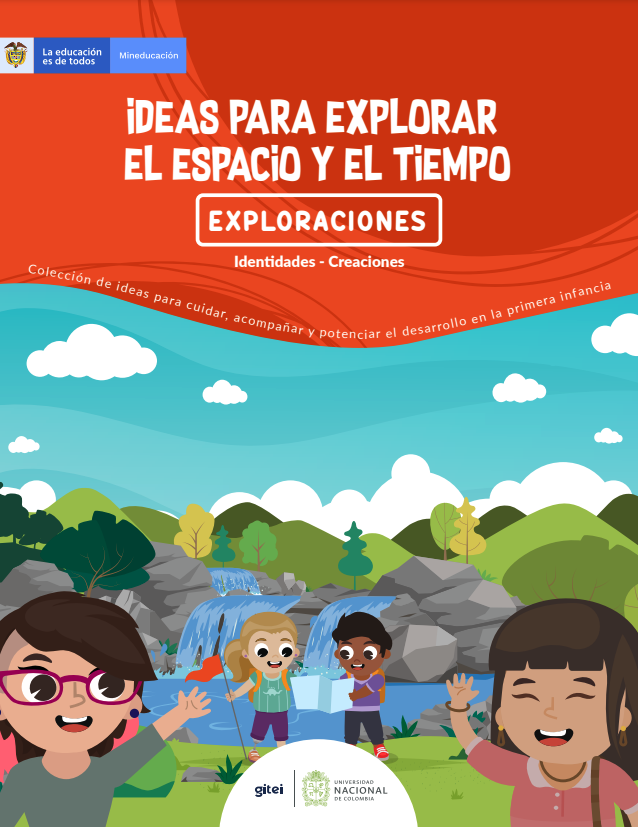 La educación
es de todos
Mineducación
IDEAS PARA EXPLORAR
EL ESPACIO Y EL TIEMPO
EXPLORACIONES
Identidades - Creaciones
Colección de ideas para cuidar, acompañar y potenciar el desarrollo en la primera infancia
gitei
UNIVERSIDAD
NACIONAL
DE COLOMBIA